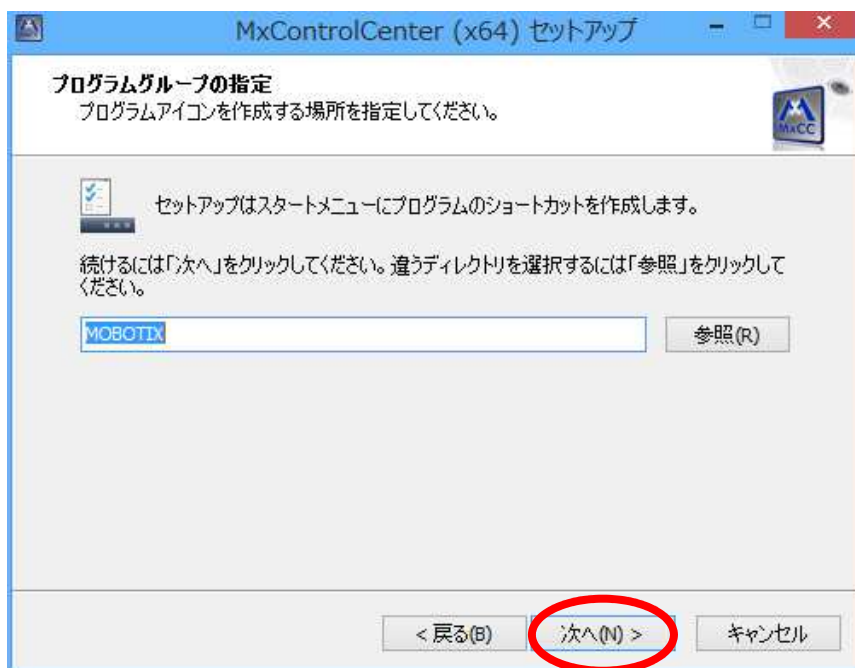 MxControlCenter (x64) セットアップ
プログラムグループの指定
プログラムアイコンを作成する場所を指定してください。
MxCC
セットアップはスタートメニューにプログラムのショートカットを作成します。
続けるには「次へ」をクリックしてください。違うディレクトリを選択するには「参照」をクリックして
ください。
MOBOTIX
参照(R)
< 戻る(B)
次へ(N) >
キャンセル